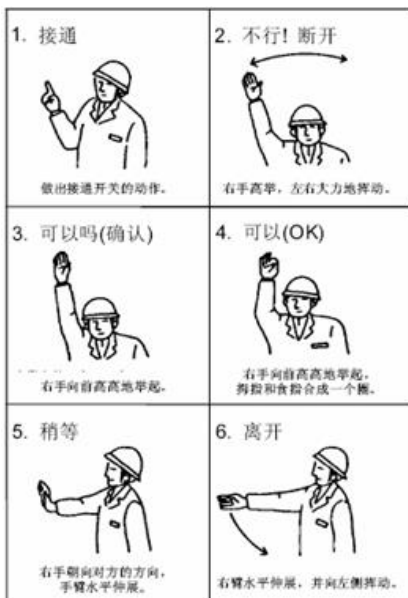 1. 接通
做出接通开关的动作。
2. 不行! 断开
右手高举，左右大力地挥动。
3. 可以吗(确认)
右手向前高高地举起。
4. 可以(OK)
右手向前高高地举起，
拇指和食指合成一个圈。
5. 稍等
右手朝向对方的方向，
手臂水平伸展。
6. 离开
右臂水平伸展，并向左侧挥动。